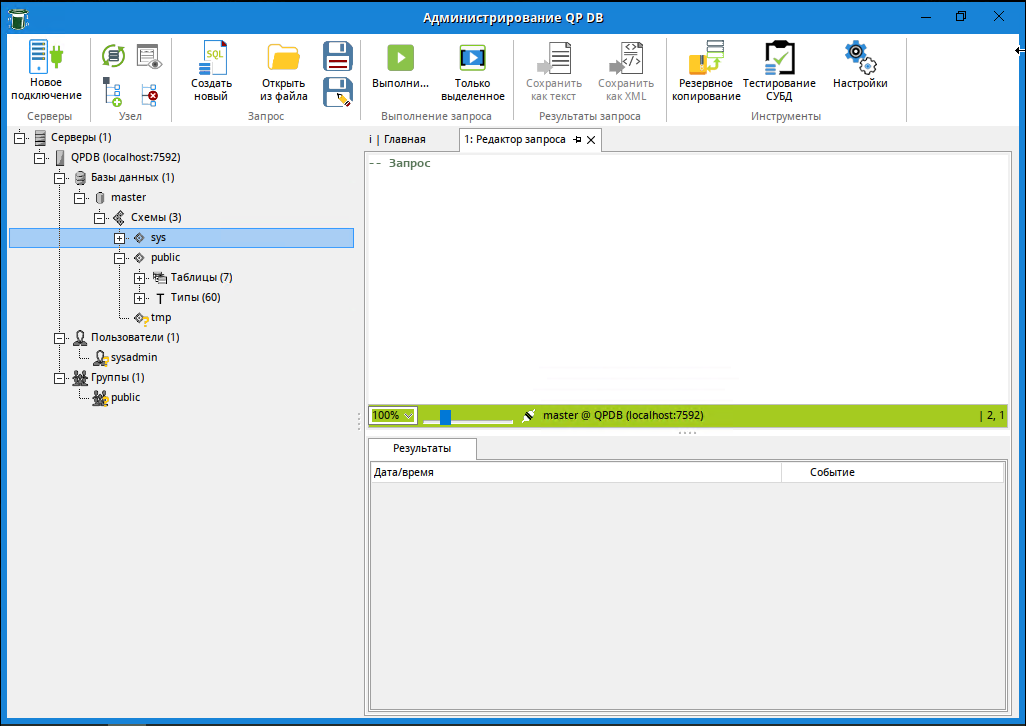 Администрирование QP DB
Новое
подключение
Серверы
Узел
SQL
Создать
новый
Открыть
из файла
Запрос
Выполни...
Только
выделенное
Выполнение запроса
Сохранить
как текст
Сохранить
как XML
Результаты запроса
Резервное
копирование
Тестирование
СУБД
Настройки
Инструменты
Серверы (1)
QPDB (localhost:7592)
Базы данных (1)
master
Схемы (3)
sys
public
Таблицы (7)
Типы (60)
tmp
Пользователи (1)
sysadmin
Группы (1)
public
i | Главная
1: Редактор запроса
-- Запрос
100%
master @ QPDB (localhost:7592)
| 2, 1
Результаты
Дата/время
Событие